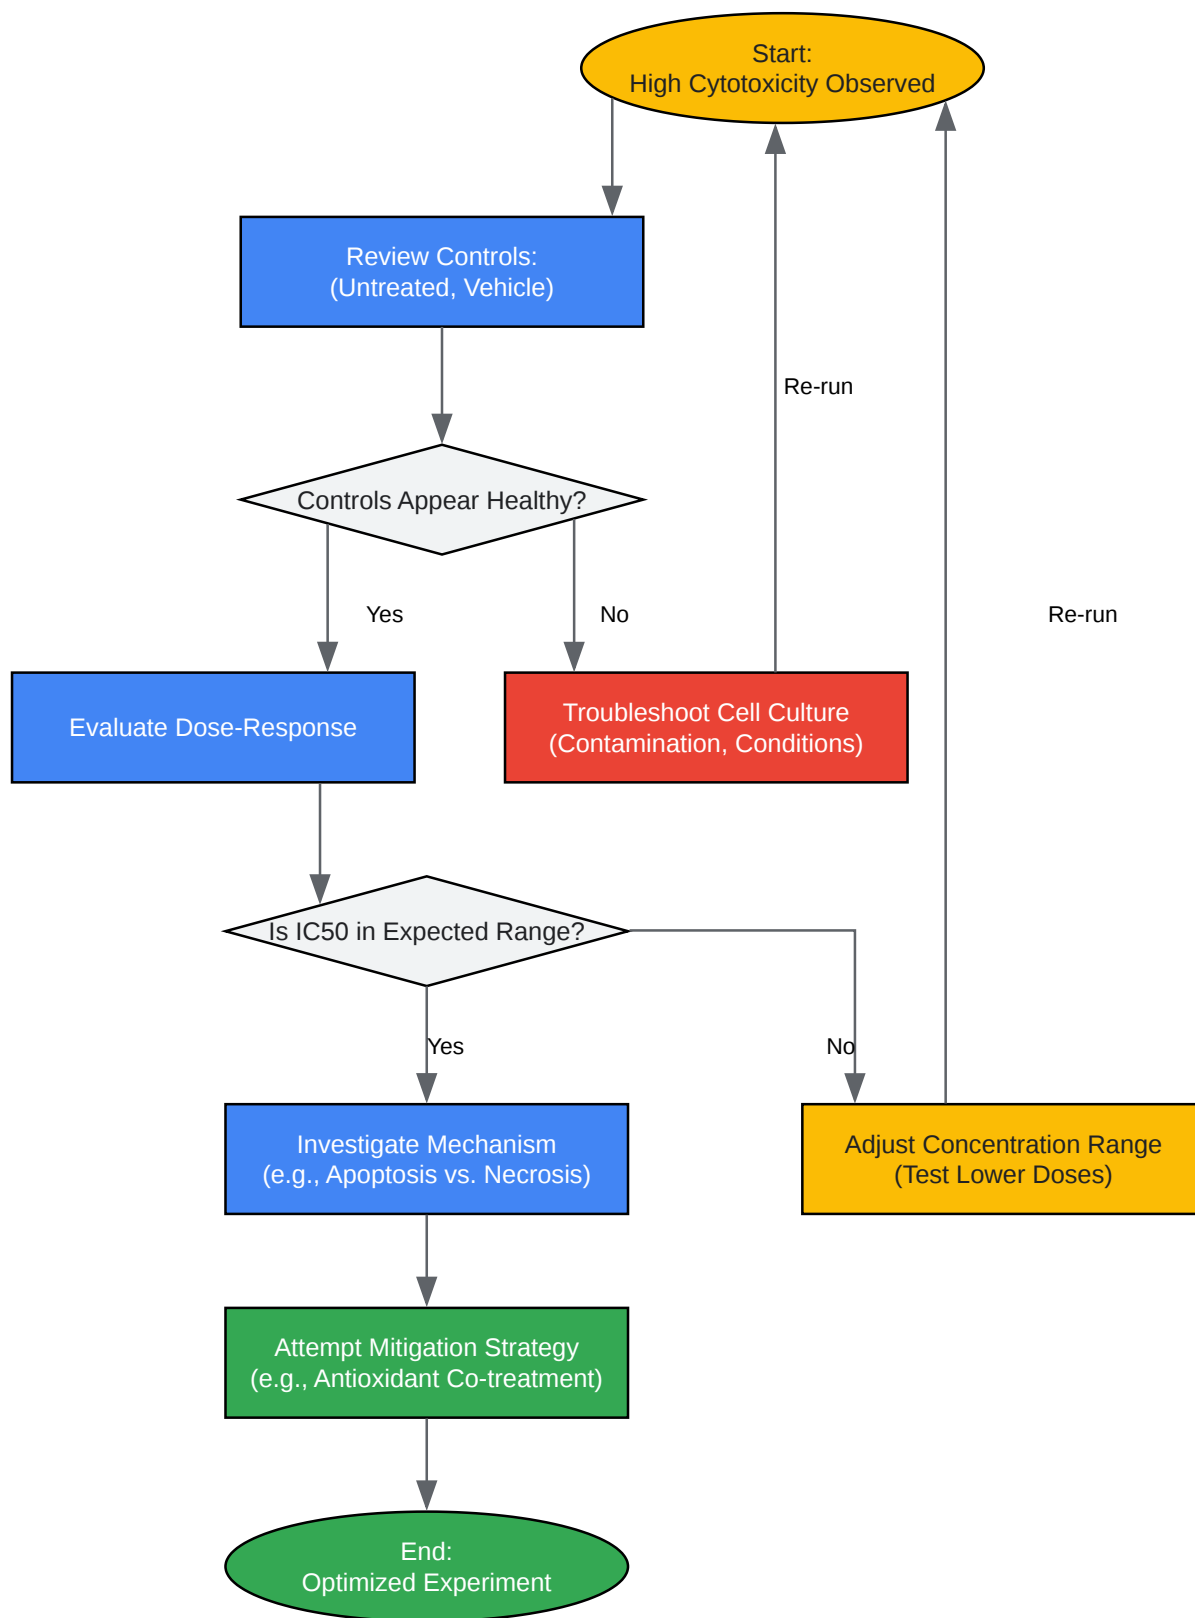 Start:
High Cytotoxicity Observed
Review Controls:
(Untreated, Vehicle)
Re-run
Controls Appear Healthy?
Yes
No
Re-run
Evaluate Dose-Response
Troubleshoot Cell Culture
(Contamination, Conditions)
Is IC50 in Expected Range?
Yes
No
Investigate Mechanism
(e.g., Apoptosis vs. Necrosis)
Adjust Concentration Range
(Test Lower Doses)
Attempt Mitigation Strategy
(e.g., Antioxidant Co-treatment)
End:
Optimized Experiment